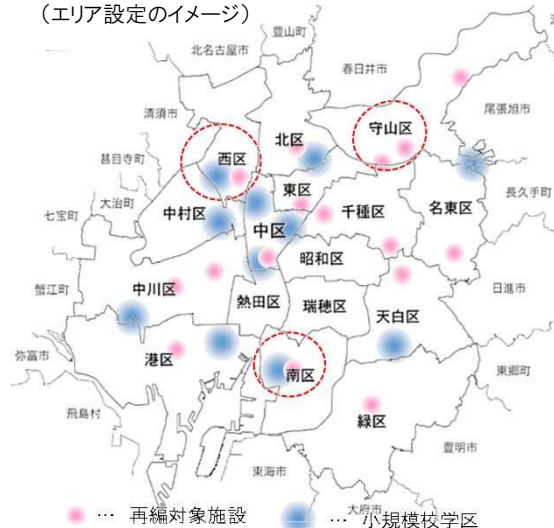 （エリア設定のイメージ）
豊山町
北名古屋市
春日井市
清須市
尾張旭市
北区
守山区
西区
甚目寺町
東区
大治町
中村区
千種区
名東区
長久手町
七宝町
中区
昭和区
蟹江町
中川区
熱田区
瑞穂区
天白区
日進市
弥富市
港区
南区
東郷町
飛島村
緑区
豊明市
東海市
大府市
… 再編対象施設
… 小規模校学区